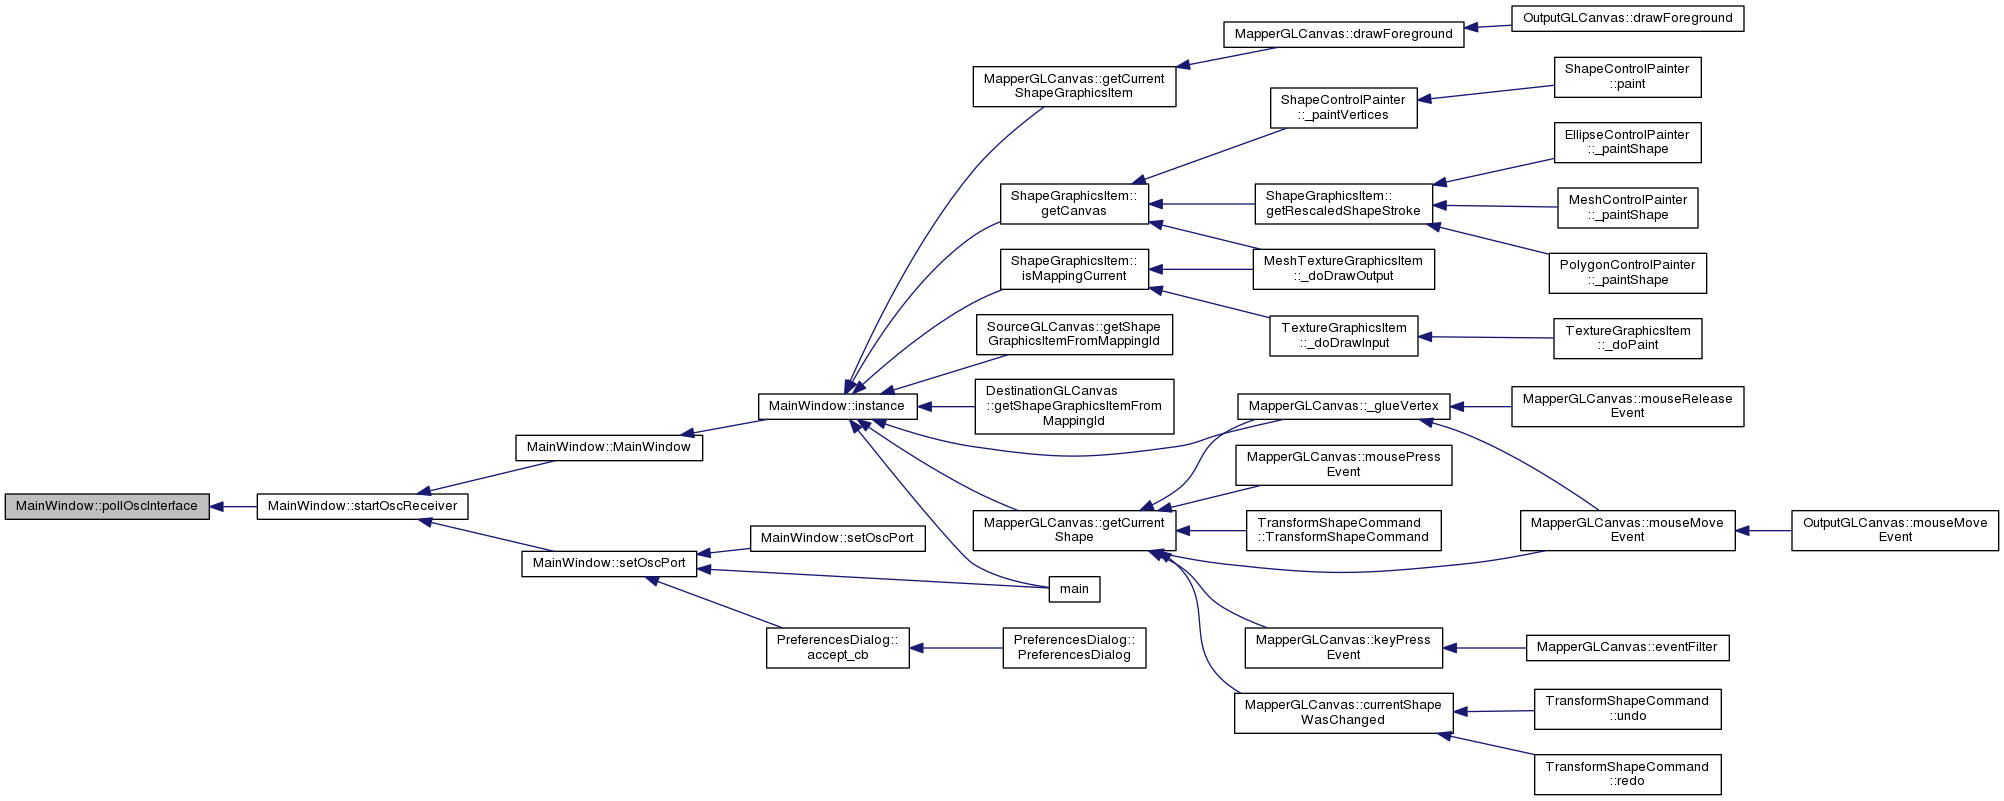 MainWindow::pollOscInterface
MainWindow::startOscReceiver
MainWindow::MainWindow
MainWindow::setOscPort
MainWindow::instance
MainWindow::setOscPort
PreferencesDialog::
accept_cb
MapperGLCanvas::getCurrent
ShapeGraphicsItem
ShapeGraphicsItem::
getCanvas
ShapeGraphicsItem::
isMappingCurrent
SourceGLCanvas::getShape
GraphicsItemFromMappingId
DestinationGLCanvas
::getShapeGraphicsItemFrom
MappingId
MapperGLCanvas::getCurrent
Shape
main
PreferencesDialog::
PreferencesDialog
MapperGLCanvas::drawForeground
ShapeControlPainter
::_paintVertices
ShapeGraphicsItem::
getRescaledShapeStroke
MeshTextureGraphicsItem
::_doDrawOutput
TextureGraphicsItem
::_doDrawInput
MapperGLCanvas::_glueVertex
MapperGLCanvas::mousePress
Event
TransformShapeCommand
::TransformShapeCommand
MapperGLCanvas::keyPress
Event
MapperGLCanvas::currentShape
WasChanged
OutputGLCanvas::drawForeground
ShapeControlPainter
::paint
EllipseControlPainter
::_paintShape
MeshControlPainter
::_paintShape
PolygonControlPainter
::_paintShape
TextureGraphicsItem
::_doPaint
MapperGLCanvas::mouseRelease
Event
MapperGLCanvas::mouseMove
Event
MapperGLCanvas::eventFilter
TransformShapeCommand
::undo
TransformShapeCommand
::redo
OutputGLCanvas::mouseMove
Event